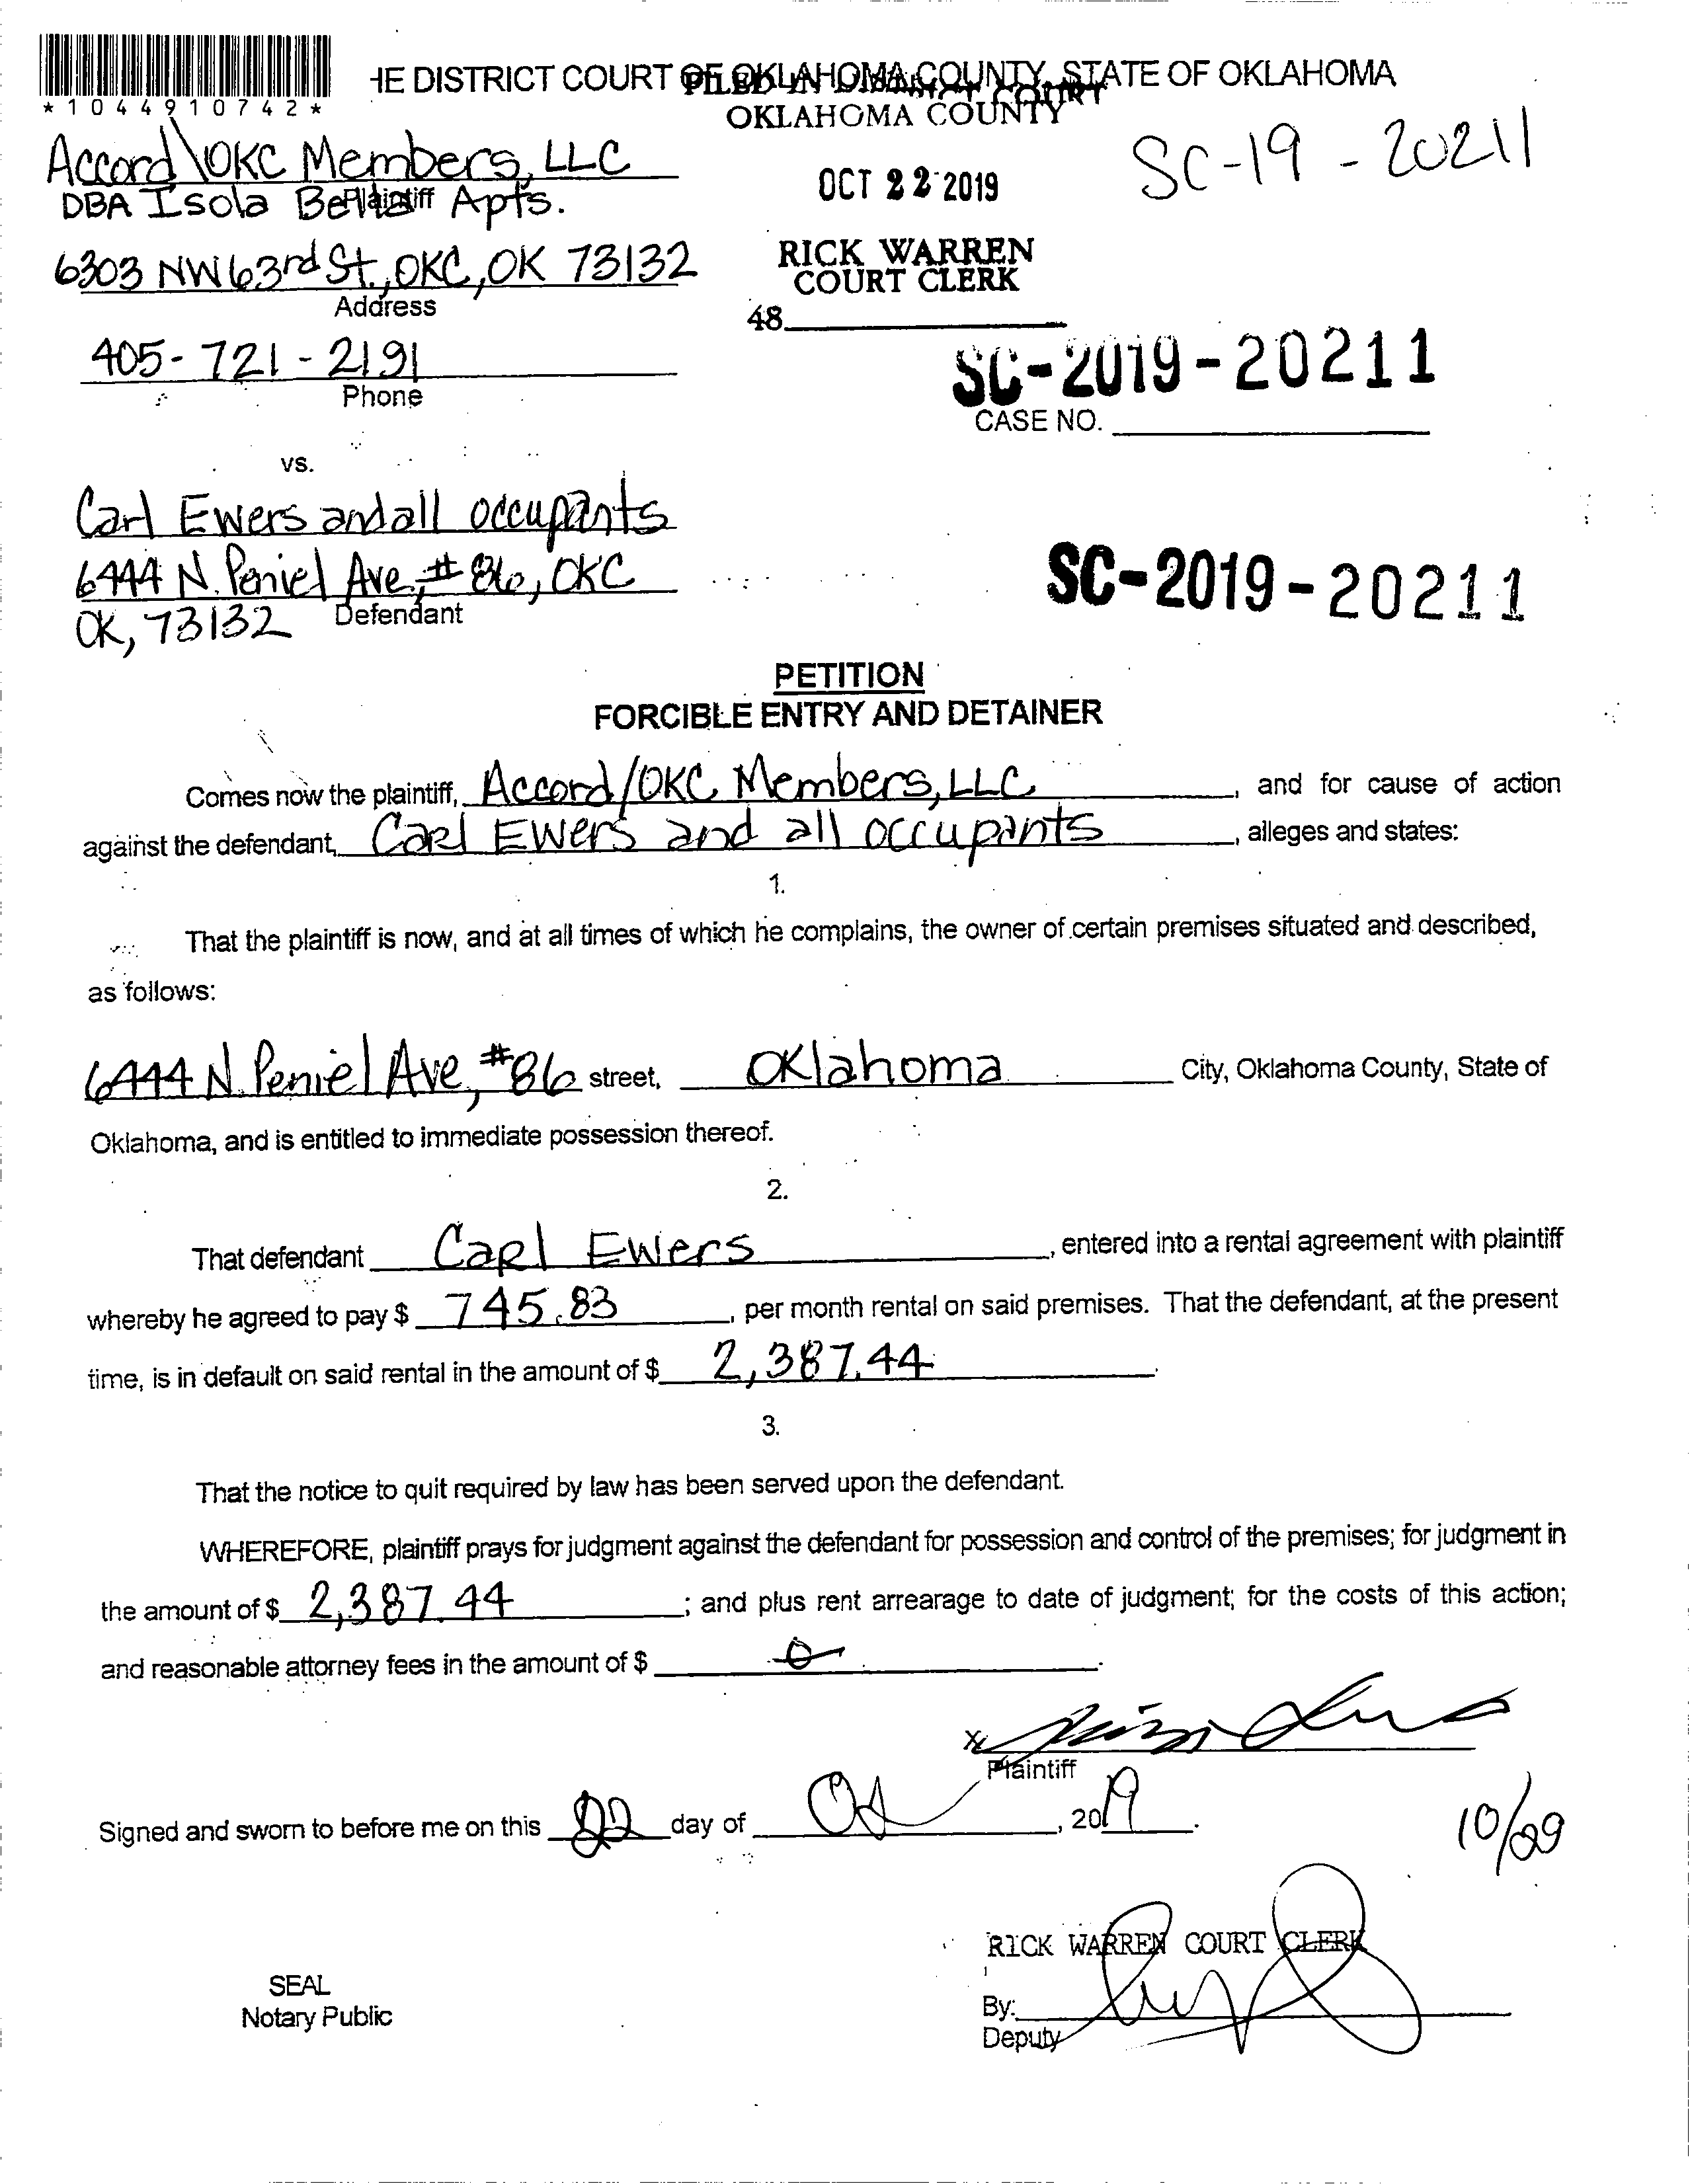 *1044910742*
HE DISTRICT COURT OF OKLAHOMA COUNTY, STATE OF OKLAHOMA
FILED IN DISTRICT COURT
OKLAHOMA COUNTY
Accord\OKC Members, LLC
DBA Isola Bella Apts.
Plaintiff
OCT 22 2019
SC-19-20211
6303 NW 63rd St., OKC, OK 73132
Address
RICK WARREN
COURT CLERK
48
405-721-2191
Phone
SC-2019-20211
CASE NO.
vs.
Carl Ewers and all occupants
6444 N. Peniel Ave, #86, OKC
OK, 73132
Defendant
SC-2019-20211
PETITION
FORCIBLE ENTRY AND DETAINER
Comes now the plaintiff, Accord/OKC Members, LLC, and for cause of action
against the defendant, Carl Ewers and all occupants, alleges and states:
1.
That the plaintiff is now, and at all times of which he complains, the owner of certain premises situated and described,
as follows:
6444 N. Peniel Ave, #86 street, Oklahoma City, Oklahoma County, State of
Oklahoma, and is entitled to immediate possession thereof.
2.
That defendant Carl Ewers, entered into a rental agreement with plaintiff
whereby he agreed to pay $ 745.83, per month rental on said premises. That the defendant, at the present
time, is in default on said rental in the amount of $ 2,387.44.
3.
That the notice to quit required by law has been served upon the defendant.
WHEREFORE, plaintiff prays for judgment against the defendant for possession and control of the premises; for judgment in
the amount of $ 2,387.44; and plus rent arrearage to date of judgment; for the costs of this action;
and reasonable attorney fees in the amount of $ 0.
x
Plaintiff
Signed and sworn to before me on this 22 day of Oct, 2019.
10/29
RICK WARREN COURT CLERK
SEAL
Notary Public
By:
Deputy